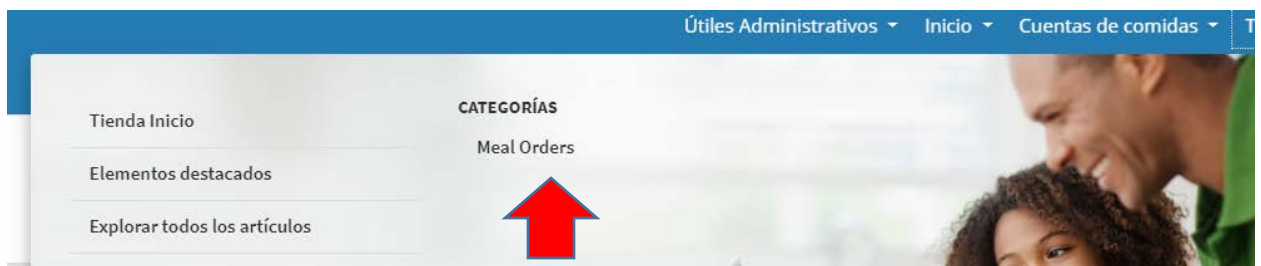 Útiles Administrativos Inicio Cuentas de comidas T
Tienda Inicio
Elementos destacados
Explorar todos los artículos
CATEGORÍAS
Meal Orders